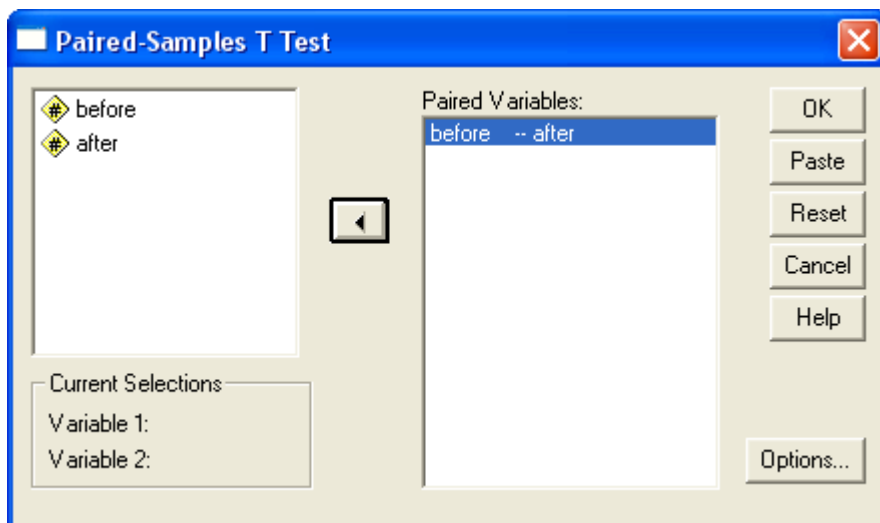 Paired-Samples T Test
# before
# after
Current Selections
Variable 1:
Variable 2:
Paired Variables:
before -- after
OK
Paste
Reset
Cancel
Help
Options...